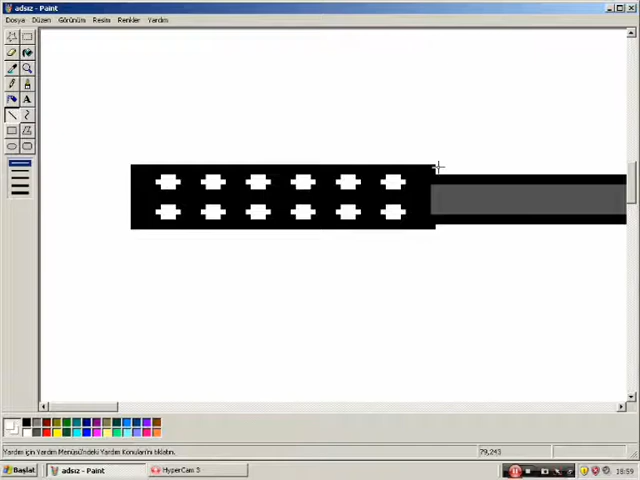 adsız - Paint
Dosya Düzen Görünüm Resim Renkler Yardım
A
Yardım için Yardım Menüsü'ndeki Yardım Konuları'nı tıklatın.
79,243
Başlat adsız - Paint HyperCam 3 18:59